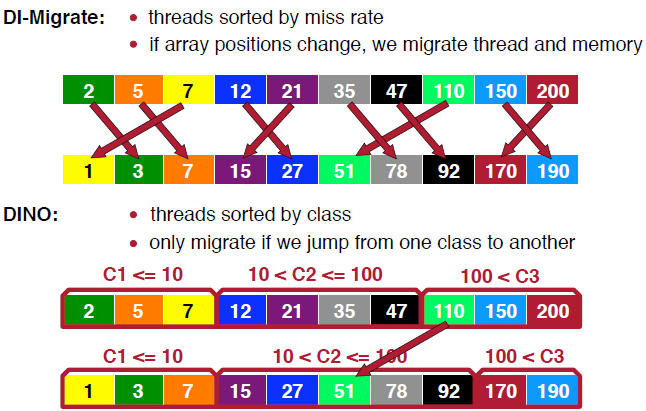 DI-Migrate: • threads sorted by miss rate
• if array positions change, we migrate thread and memory
2 5 7 12 21 35 47 110 150 200
1 3 7 15 27 51 78 92 170 190
DINO: • threads sorted by class
• only migrate if we jump from one class to another
C1 <= 10 10 < C2 <= 100 100 < C3
2 5 7 12 21 35 47 110 150 200
C1 <= 10 10 < C2 <= 100 100 < C3
1 3 7 15 27 51 78 92 170 190